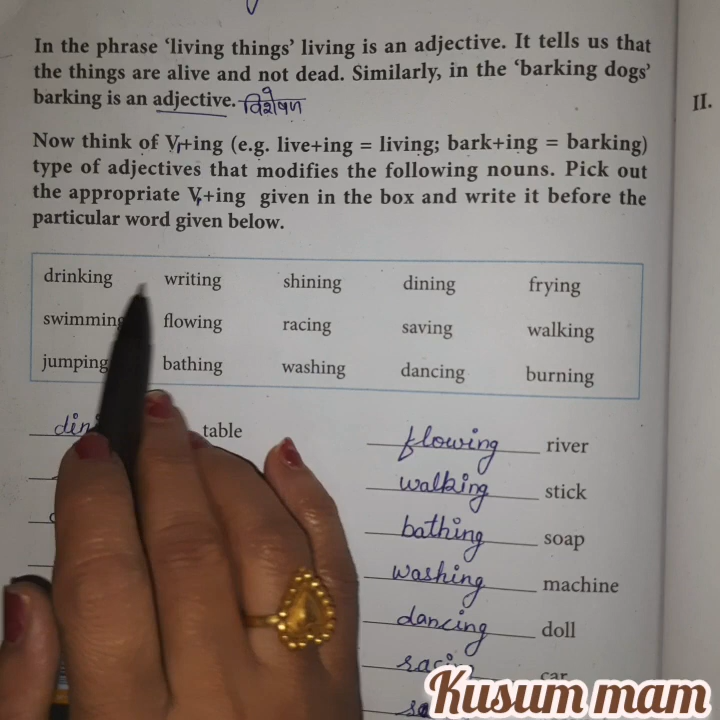 In the phrase 'living things' living is an adjective. It tells us that
the things are alive and not dead. Similarly, in the 'barking dogs'
barking is an adjective. विशेषण
Now think of V1+ing (e.g. live+ing = living; bark+ing = barking)
type of adjectives that modifies the following nouns. Pick out
the appropriate V1+ing given in the box and write it before the
particular word given below.
drinking writing shining dining frying
swimming flowing racing saving walking
jumping bathing washing dancing burning
table flowing river
walking stick
bathing soap
washing machine
dancing doll
car
Kusum mam
II.